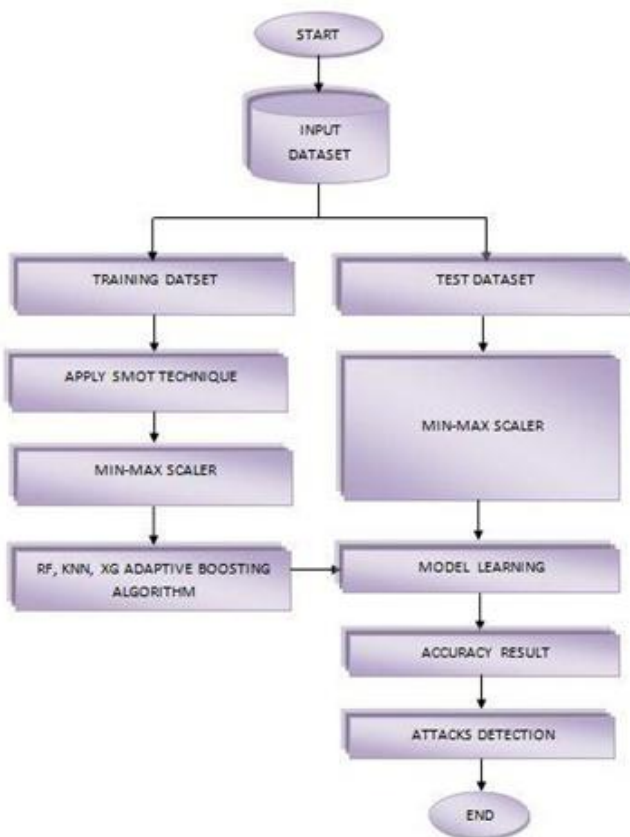 START
INPUT
DATASET
TRAINING DATSET
TEST DATASET
APPLY SMOT TECHNIQUE
MIN-MAX SCALER
MIN-MAX SCALER
RF, KNN, XG ADAPTIVE BOOSTING
ALGORITHM
MODEL LEARNING
ACCURACY RESULT
ATTACKS DETECTION
END